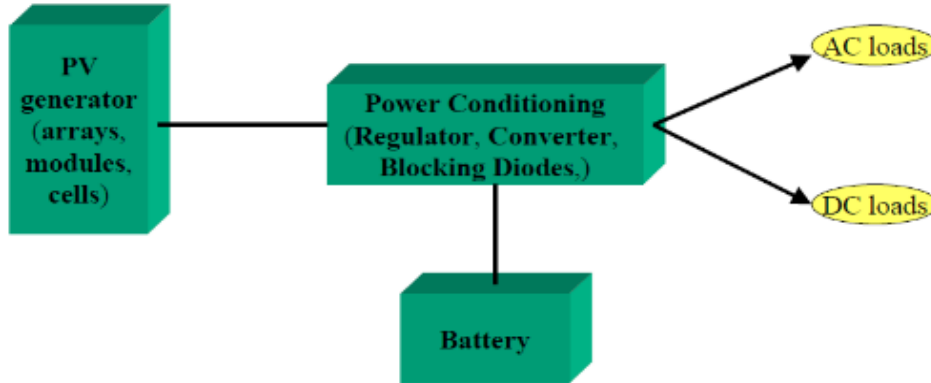 PV
generator
(arrays,
modules,
cells)
Power Conditioning
(Regulator, Converter,
Blocking Diodes,)
AC loads
DC loads
Battery